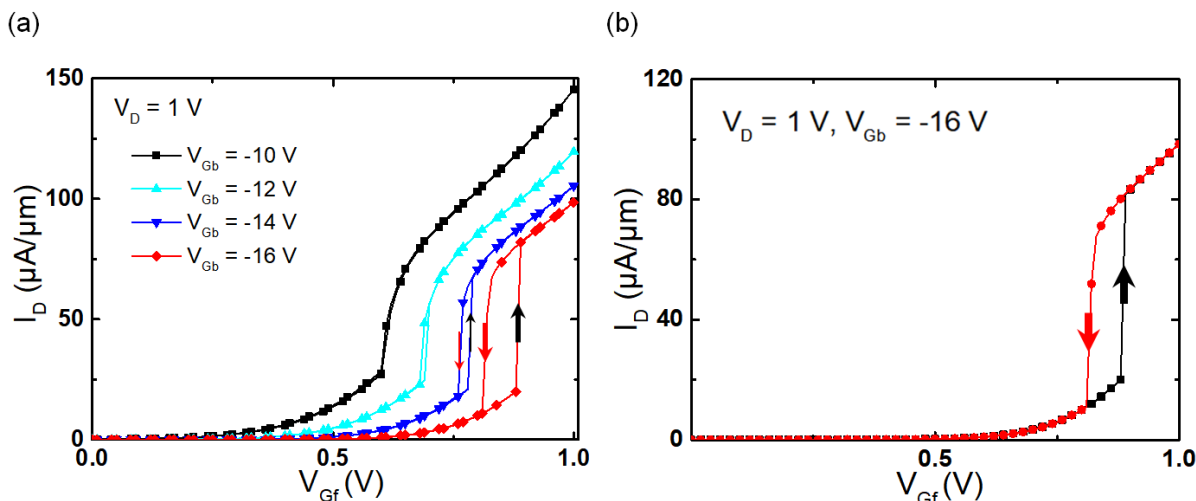 (a)
(b)
150
100
50
0
I_D (µA/µm)
V_D = 1 V
V_Gb = -10 V
V_Gb = -12 V
V_Gb = -14 V
V_Gb = -16 V
0.0 0.5 1.0
V_Gf (V)
120
80
40
0
I_D (µA/µm)
V_D = 1 V, V_Gb = -16 V
0.5 1.0
V_Gf (V)